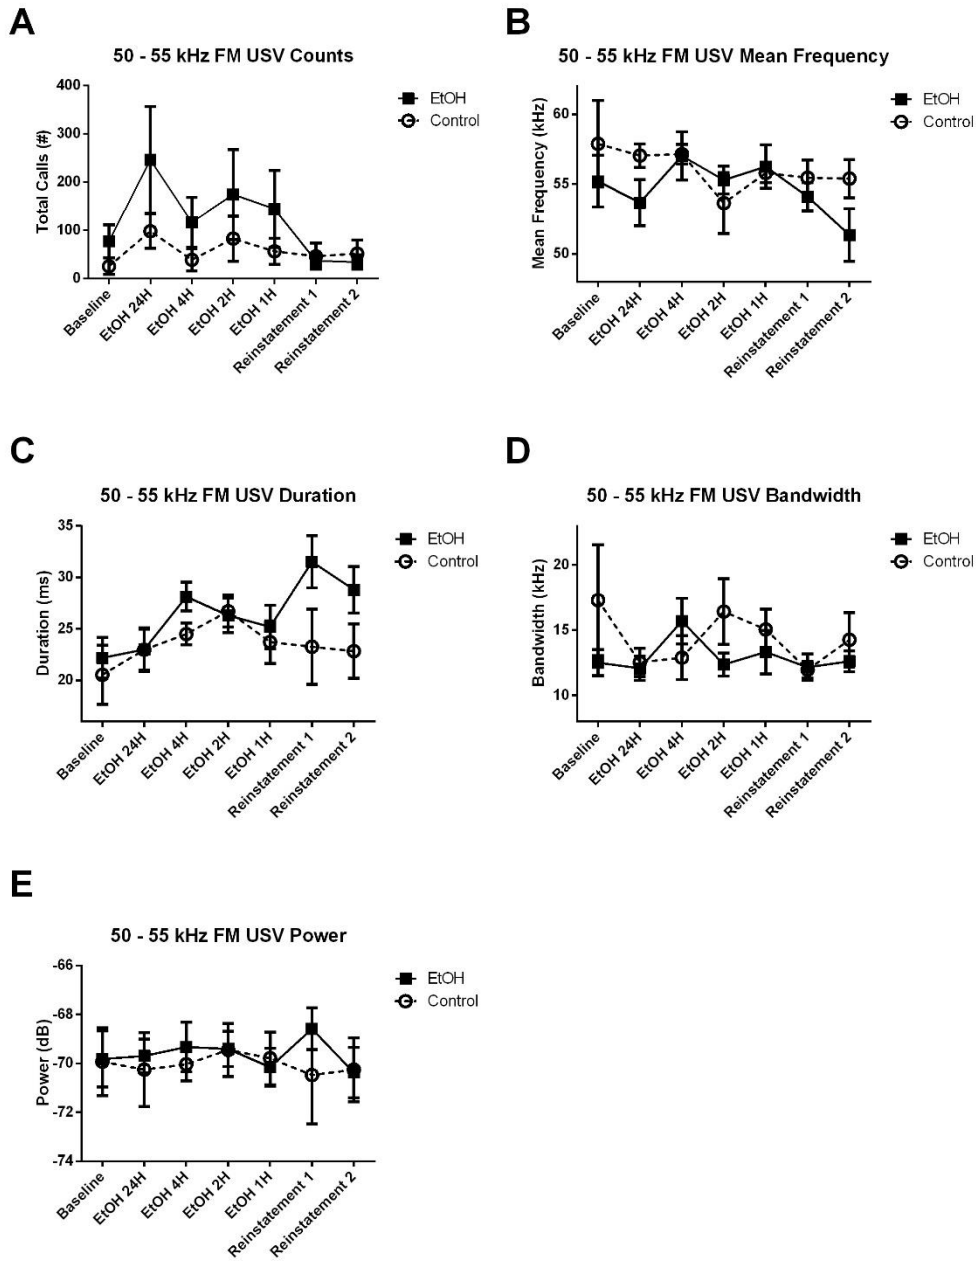 A
50 - 55 kHz FM USV Counts
400
300
200
100
0
Total Calls (#)
EtOH
Control
Baseline
EtOH 24H
EtOH 4H
EtOH 2H
EtOH 1H
Reinstatement 1
Reinstatement 2
B
50 - 55 kHz FM USV Mean Frequency
60
55
50
Mean Frequency (kHz)
EtOH
Control
Baseline
EtOH 24H
EtOH 4H
EtOH 2H
EtOH 1H
Reinstatement 1
Reinstatement 2
C
50 - 55 kHz FM USV Duration
35
30
25
20
Duration (ms)
EtOH
Control
Baseline
EtOH 24H
EtOH 4H
EtOH 2H
EtOH 1H
Reinstatement 1
Reinstatement 2
D
50 - 55 kHz FM USV Bandwidth
20
15
10
Bandwidth (kHz)
EtOH
Control
Baseline
EtOH 24H
EtOH 4H
EtOH 2H
EtOH 1H
Reinstatement 1
Reinstatement 2
E
50 - 55 kHz FM USV Power
-66
-68
-70
-72
-74
Power (dB)
EtOH
Control
Baseline
EtOH 24H
EtOH 4H
EtOH 2H
EtOH 1H
Reinstatement 1
Reinstatement 2